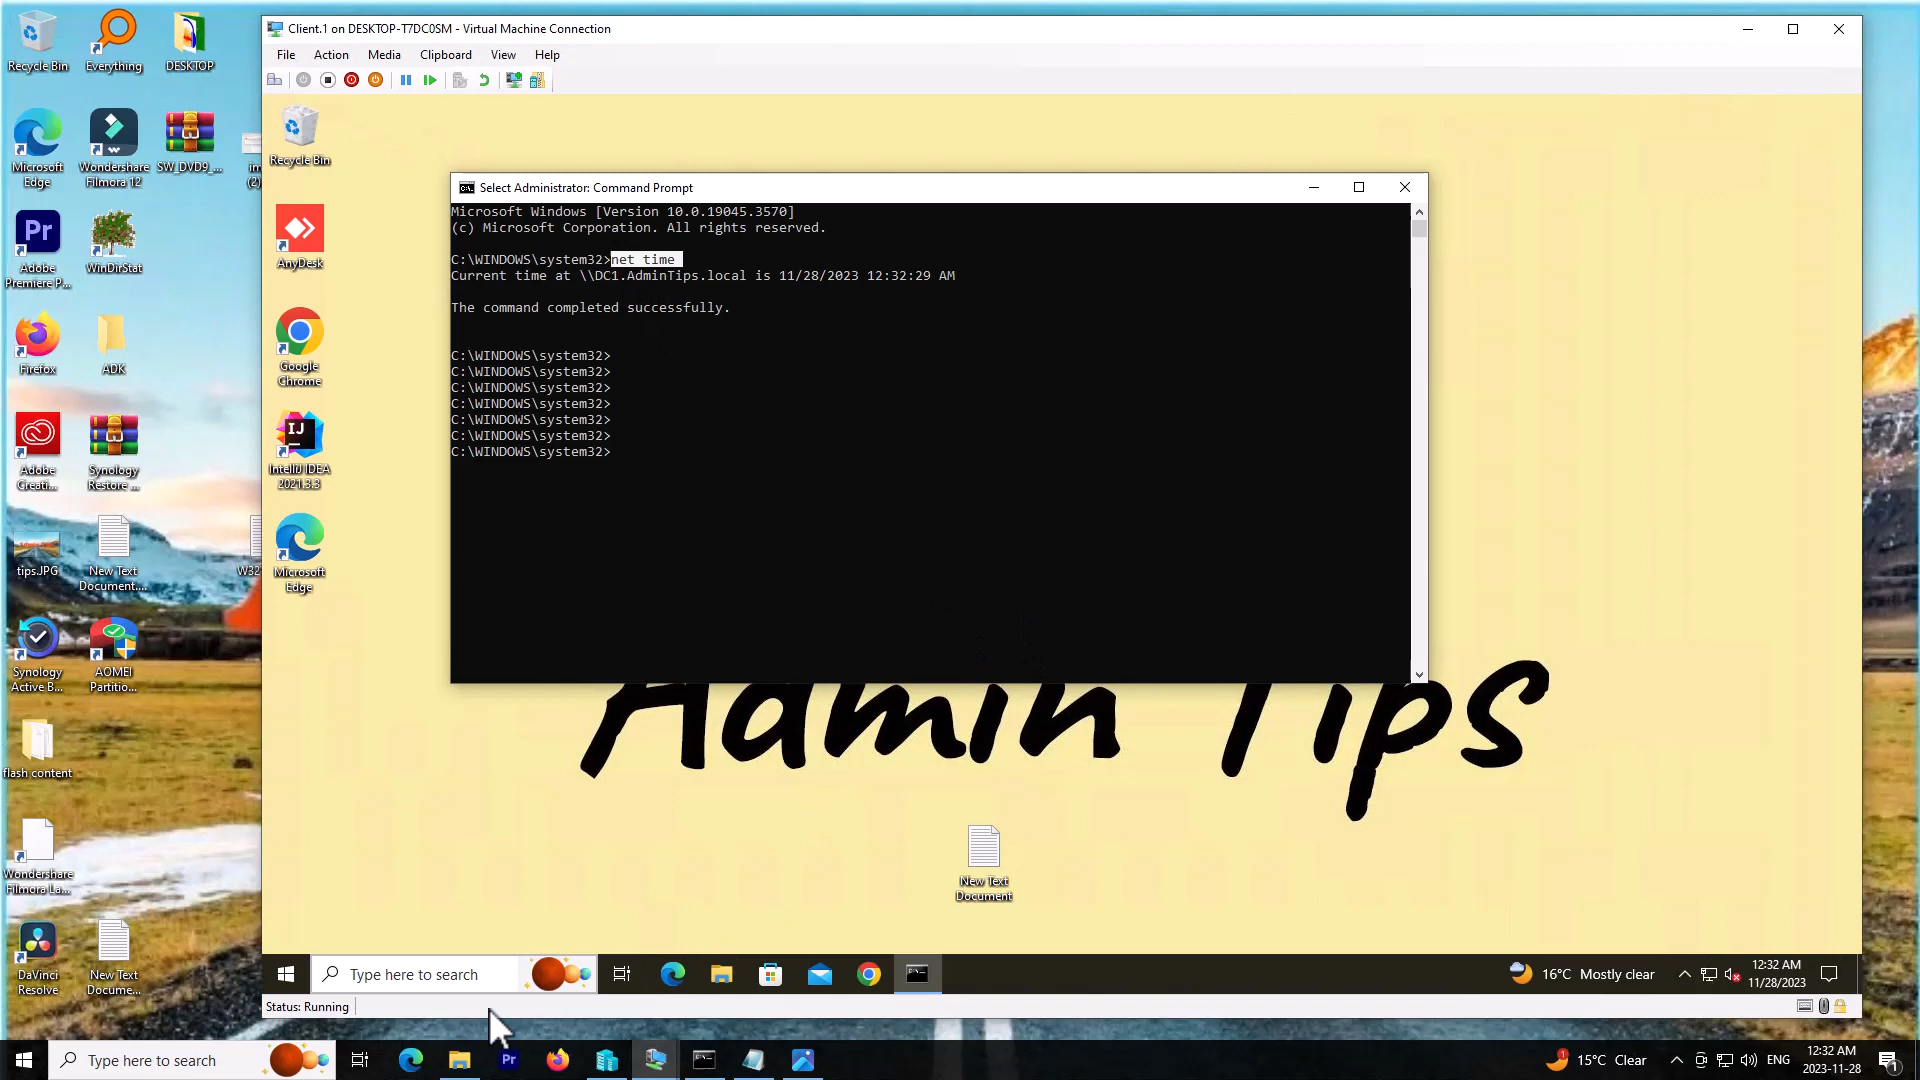 Client.1 on DESKTOP-T7DC0SM - Virtual Machine Connection
File Action Media Clipboard View Help
Recycle Bin
Everything
DESKTOP
Microsoft
Edge
Wondershare
Filmora 12
SW_DVD9_...
im
(2)
Adobe
Premiere P...
WinDirStat
Firefox
ADK
Adobe
Creati...
Synology
Restore ...
tips.JPG
New Text
Document....
W32
Synology
Active B...
AOMEI
Partitio...
flash content
Wondershare
Filmora La...
DaVinci
Resolve
New Text
Docume...
Recycle Bin
AnyDesk
Google
Chrome
IntelliJ IDEA
2021.3.3
Microsoft
Edge
Select Administrator: Command Prompt
Microsoft Windows [Version 10.0.19045.3570]
(c) Microsoft Corporation. All rights reserved.
C:\WINDOWS\system32>net time
Current time at \\DC1.AdminTips.local is 11/28/2023 12:32:29 AM
The command completed successfully.
C:\WINDOWS\system32>
C:\WINDOWS\system32>
C:\WINDOWS\system32>
C:\WINDOWS\system32>
C:\WINDOWS\system32>
C:\WINDOWS\system32>
C:\WINDOWS\system32>
Admin Tips
New Text
Document
Type here to search
16°C Mostly clear
12:32 AM
11/28/2023
Status: Running
Type here to search
Pr
15°C Clear
ENG
12:32 AM
2023-11-28
1